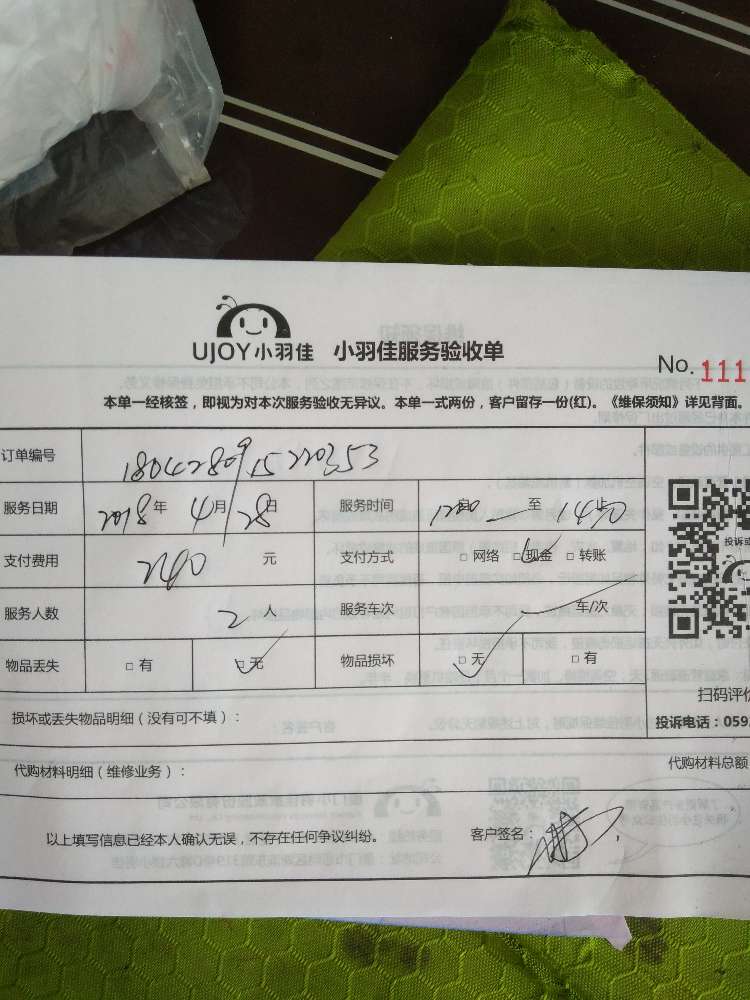 UJOY小羽佳 小羽佳服务验收单
No. 111
本单一经核签，即视为对本次服务验收无异议。本单一式两份，客户留存一份(红)。《维保须知》详见背面。
订单编号 1804280915220353
服务日期 2018年 4月 28日 服务时间 1200 至 1400
支付费用 240 元 支付方式 □网络 □现金 □转账
服务人数 2 人 服务车次 车/次
物品丢失 □有 □无 物品损坏 □无 □有
投诉或
扫码评价
损坏或丢失物品明细（没有可不填）：
投诉电话：059
代购材料明细（维修业务）：
代购材料总额
以上填写信息已经本人确认无误，不存在任何争议纠纷。 客户签名：